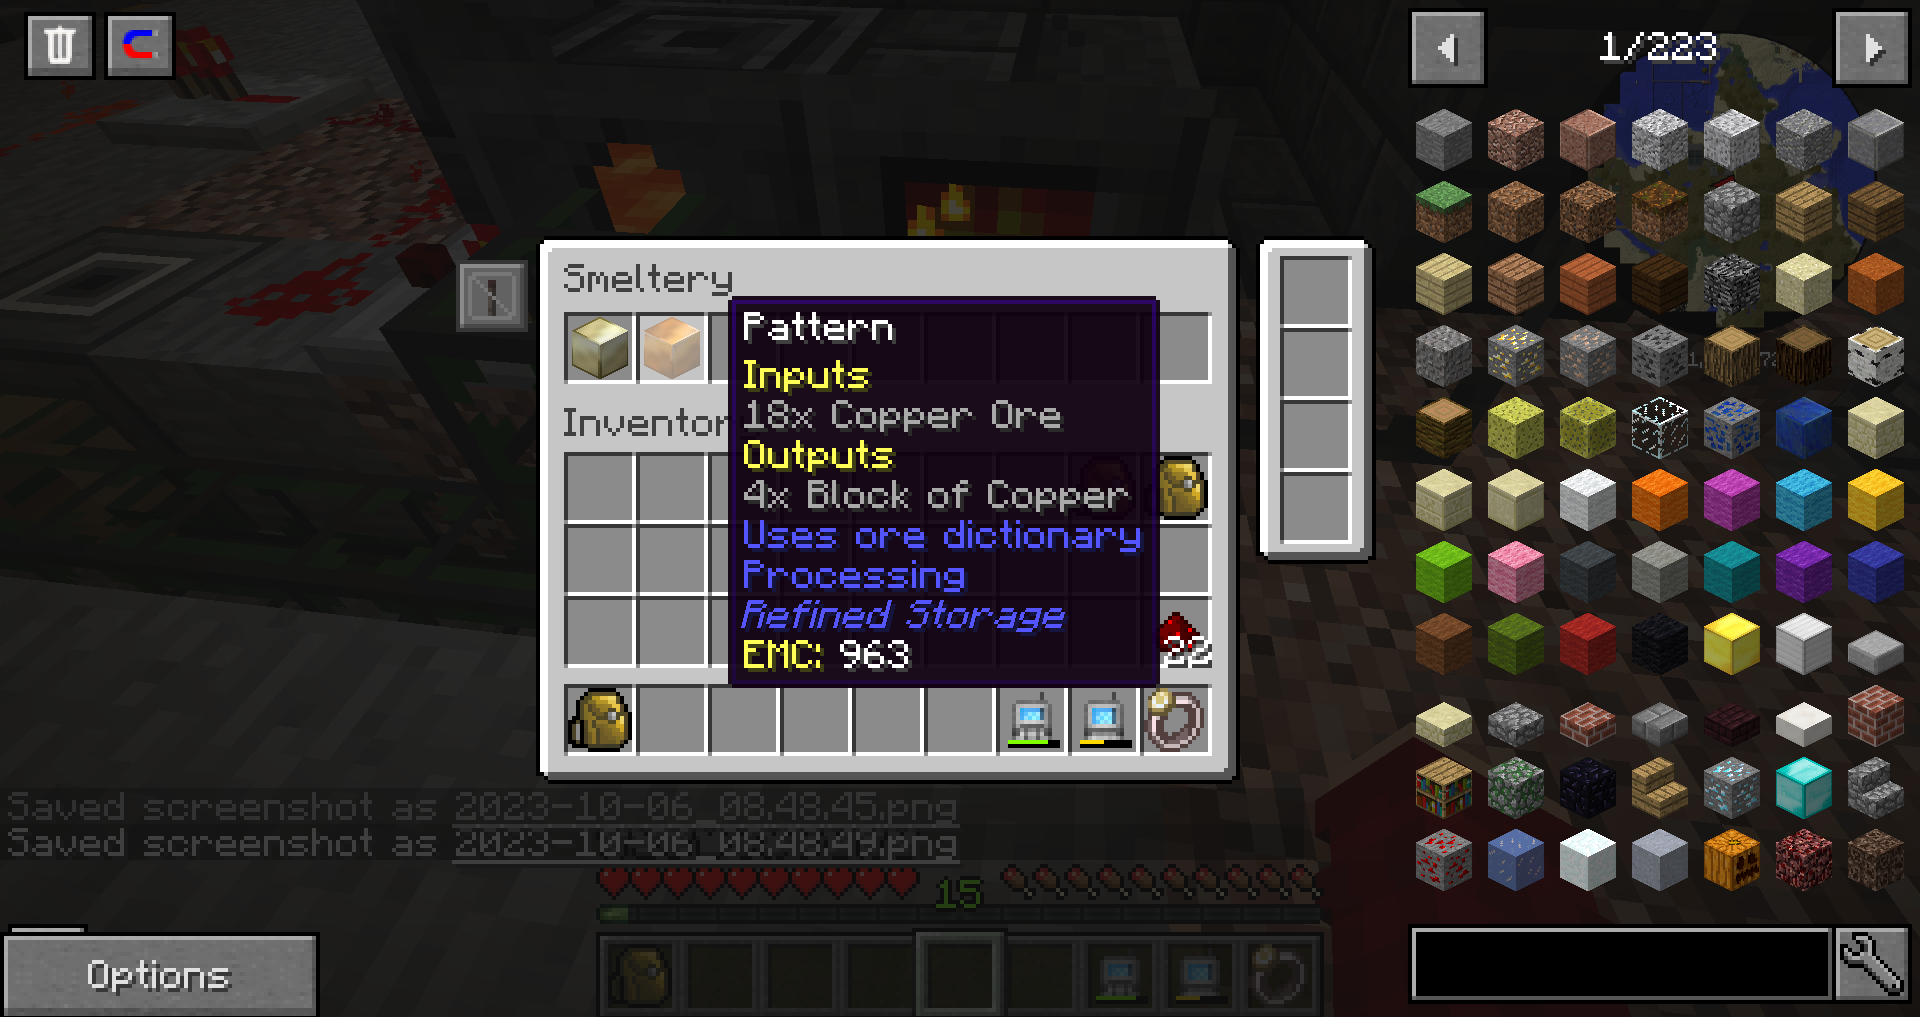 1/223
Smeltery
Pattern
Inputs
18x Copper Ore
Inventor
Outputs
4x Block of Copper
Uses ore dictionary
Processing
Refined Storage
EMC: 963
Saved screenshot as 2023-10-06_08.48.45.png
Saved screenshot as 2023-10-06_08.48.49.png
15
Options